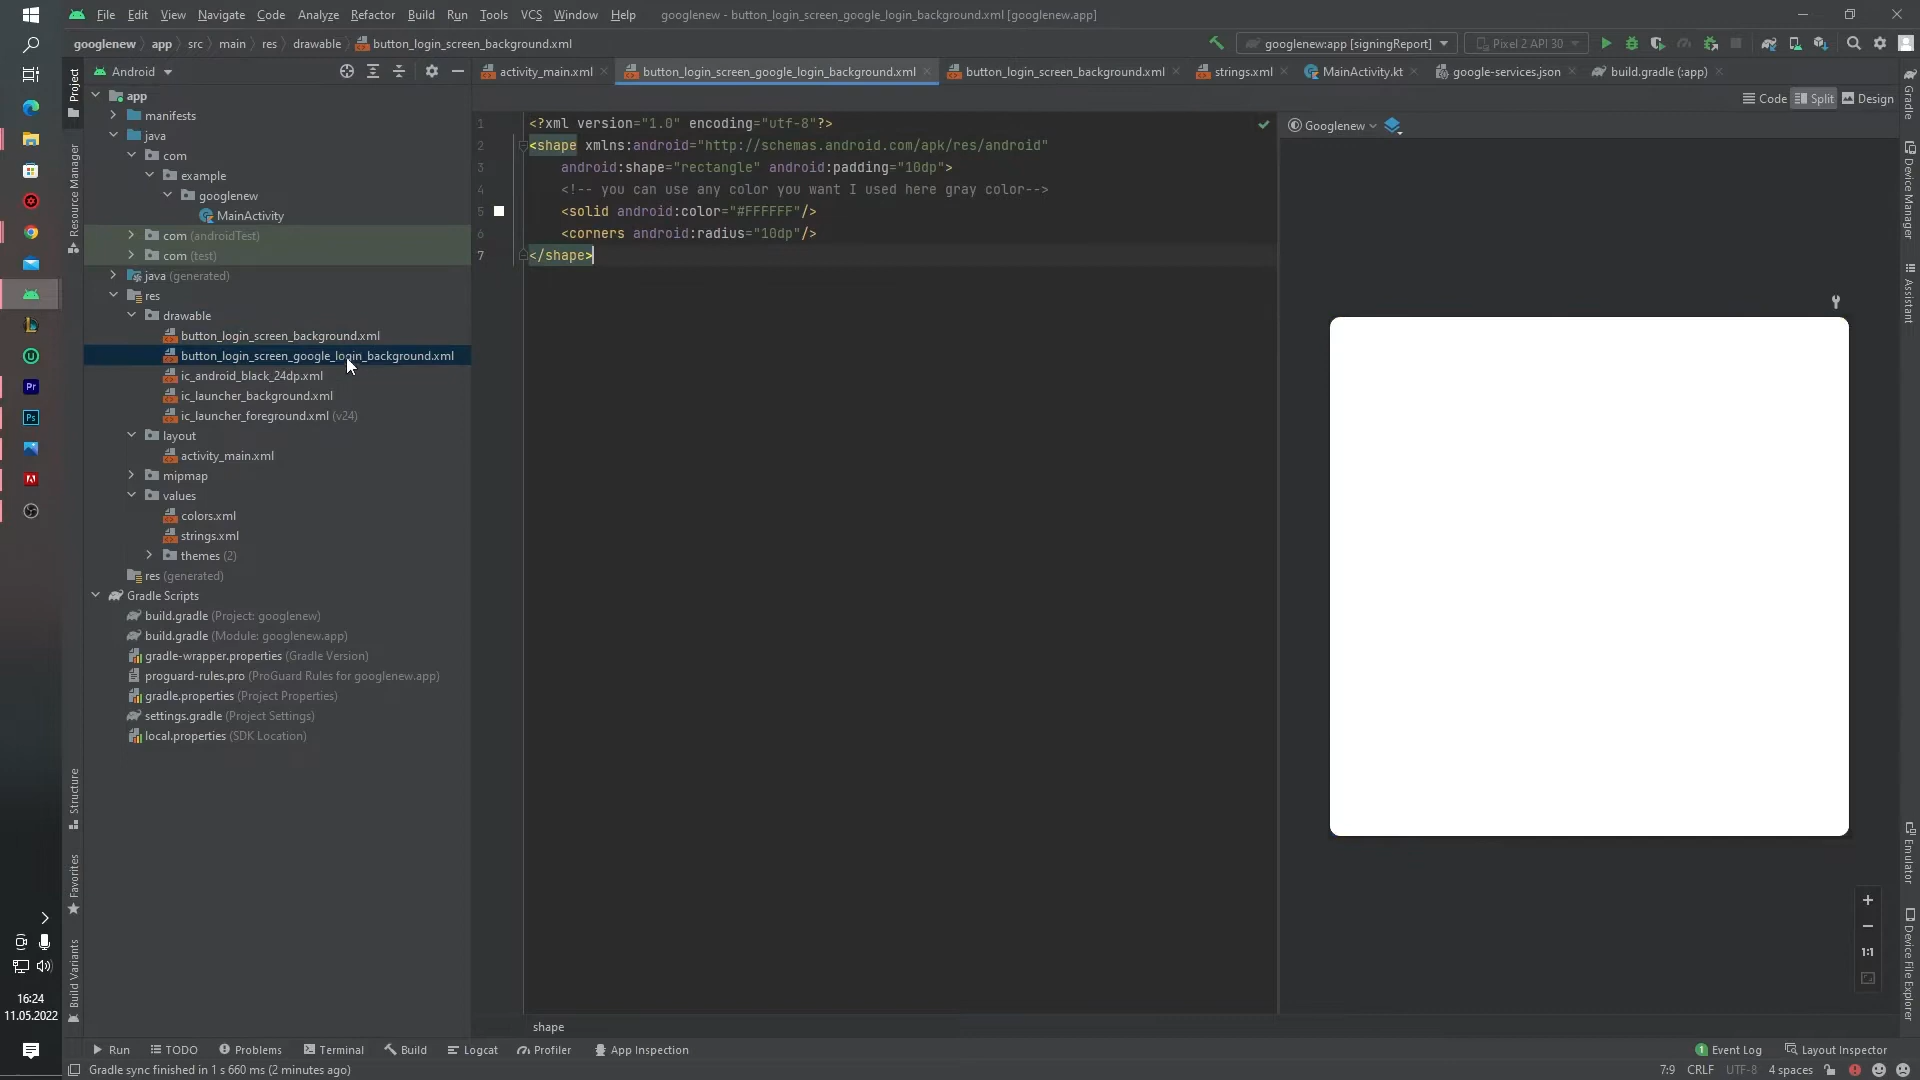 File Edit View Navigate Code Analyze Refactor Build Run Tools VCS Window Help googlenew - button_login_screen_google_login_background.xml [googlenew.app]
googlenew app src main res drawable button_login_screen_background.xml
googlenew:app [signingReport] Pixel 2 API 30
Android
activity_main.xml button_login_screen_google_login_background.xml button_login_screen_background.xml strings.xml MainActivity.kt google-services.json build.gradle (:app)
Code Split Design
Googlenew
Project
Resource Manager
Structure
Favorites
Build Variants
app
manifests
java
com
example
googlenew
MainActivity
com (androidTest)
com (test)
java (generated)
res
drawable
button_login_screen_background.xml
button_login_screen_google_login_background.xml
ic_android_black_24dp.xml
ic_launcher_background.xml
ic_launcher_foreground.xml (v24)
layout
activity_main.xml
mipmap
values
colors.xml
strings.xml
themes (2)
res (generated)
Gradle Scripts
build.gradle (Project: googlenew)
build.gradle (Module: googlenew.app)
gradle-wrapper.properties (Gradle Version)
proguard-rules.pro (ProGuard Rules for googlenew.app)
gradle.properties (Project Properties)
settings.gradle (Project Settings)
local.properties (SDK Location)
1 <?xml version="1.0" encoding="utf-8"?>
2 <shape xmlns:android="http://schemas.android.com/apk/res/android"
3 android:shape="rectangle" android:padding="10dp">
4 <!-- you can use any color you want I used here gray color-->
5 <solid android:color="#FFFFFF"/>
6 <corners android:radius="10dp"/>
7 </shape>
Gradle
Device Manager
Assistant
Emulator
Device File Explorer
1:1
shape
Pr
Ps
16:24
11.05.2022
Run TODO Problems Terminal Build Logcat Profiler App Inspection
1 Event Log Layout Inspector
Gradle sync finished in 1 s 660 ms (2 minutes ago)
7:9 CRLF UTF-8 4 spaces